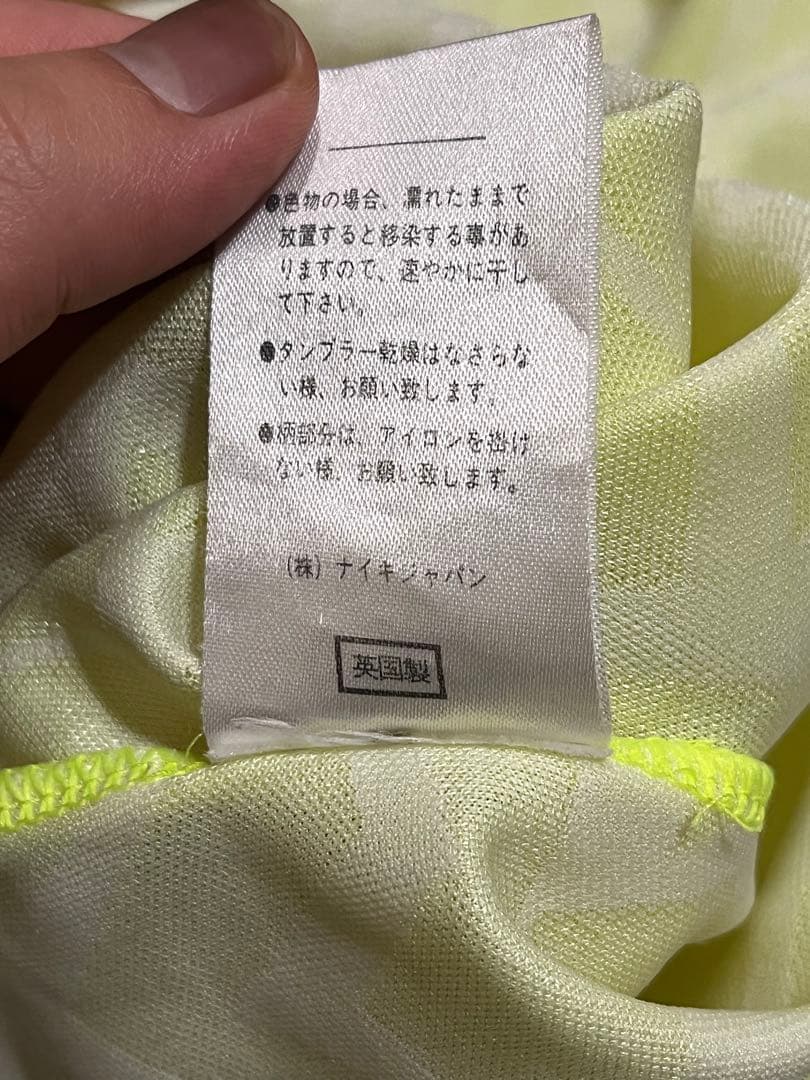 ●色物の場合、濡れたままで
放置すると移染する事があ
りますので、速やかに干し
て下さい。
●タンブラー乾燥はなさらな
い様、お願い致します。
●柄部分は、アイロンを掛け
ない様、お願い致します。
(株)ナイキジャパン
英国製